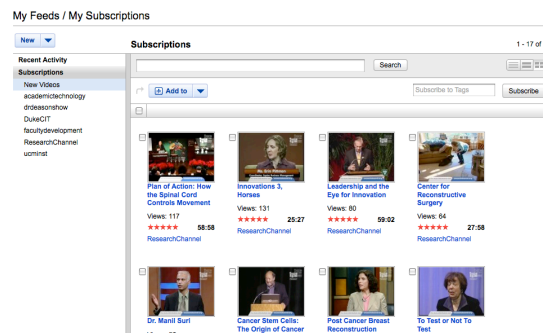 My Feeds / My Subscriptions
New
Subscriptions
1 - 17 of
Recent Activity
Search
Subscriptions
New Videos
academictechnology
drdeasonshow
DukeCIT
facultydevelopment
ResearchChannel
ucminst
Add to
Subscribe to Tags
Subscribe
Plan of Action: How
the Spinal Cord
Controls Movement
Views: 117
58:58
ResearchChannel
Innovations 3,
Horses
Views: 131
25:27
ResearchChannel
Leadership and the
Eye for Innovation
Views: 80
59:02
ResearchChannel
Center for
Reconstructive
Surgery
Views: 64
27:58
ResearchChannel
Dr. Manil Suri
Cancer Stem Cells:
The Origin of Cancer
Post Cancer Breast
Reconstruction
To Test or Not To
Test